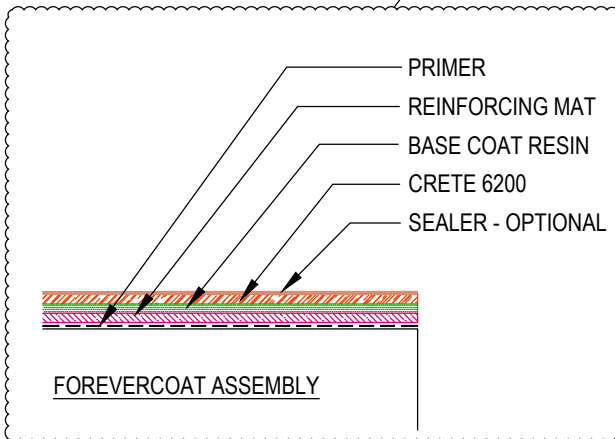 PRIMER
REINFORCING MAT
BASE COAT RESIN
CRETE 6200
SEALER - OPTIONAL
FOREVERCOAT ASSEMBLY